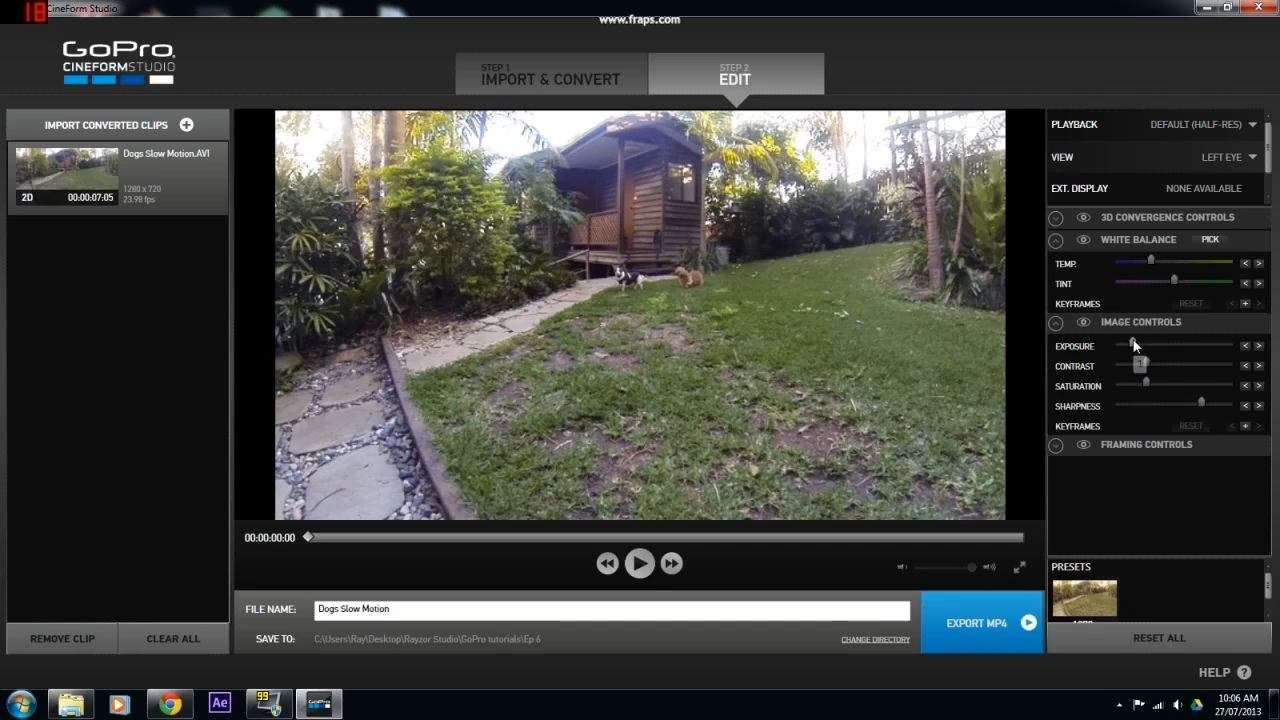 18
CineForm Studio
www.fraps.com
GoPro
CINEFORM STUDIO
STEP 1
IMPORT & CONVERT
STEP 2
EDIT
IMPORT CONVERTED CLIPS
Dogs Slow Motion.AVI
1280 x 720
23.98 fps
2D 00:00:07:05
PLAYBACK DEFAULT (HALF-RES)
VIEW LEFT EYE
EXT. DISPLAY NONE AVAILABLE
3D CONVERGENCE CONTROLS
WHITE BALANCE PICK
TEMP.
TINT
KEYFRAMES RESET
IMAGE CONTROLS
EXPOSURE
CONTRAST
SATURATION
SHARPNESS
KEYFRAMES RESET
FRAMING CONTROLS
00:00:00:00
PRESETS
FILE NAME: Dogs Slow Motion
SAVE TO: C:\Users\Ray\Desktop\Rayzor Studio\GoPro tutorials\Ep 6
CHANGE DIRECTORY
EXPORT MP4
REMOVE CLIP
CLEAR ALL
RESET ALL
HELP ?
Ae
99
10:06 AM
27/07/2013